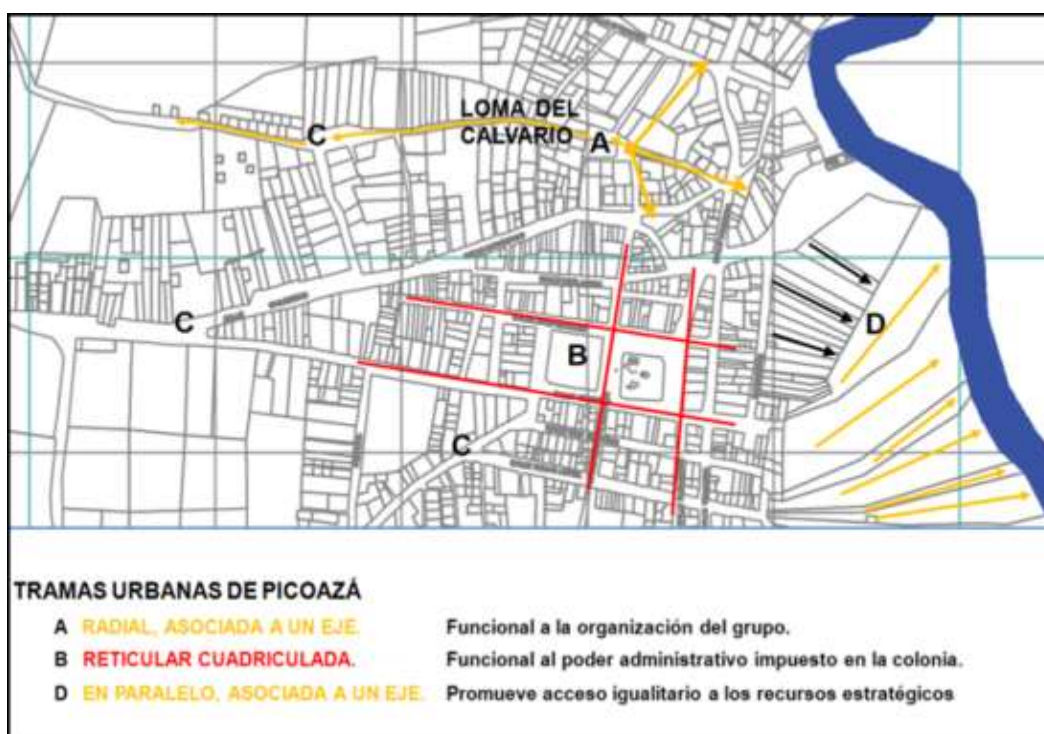 LOMA DEL
CALVARIO
A
C
D
C
B
C
TRAMAS URBANAS DE PICOAZÁ
A RADIAL, ASOCIADA A UN EJE. Funcional a la organización del grupo.
B RETICULAR CUADRICULADA. Funcional al poder administrativo impuesto en la colonia.
D EN PARALELO, ASOCIADA A UN EJE. Promueve acceso igualitario a los recursos estratégicos